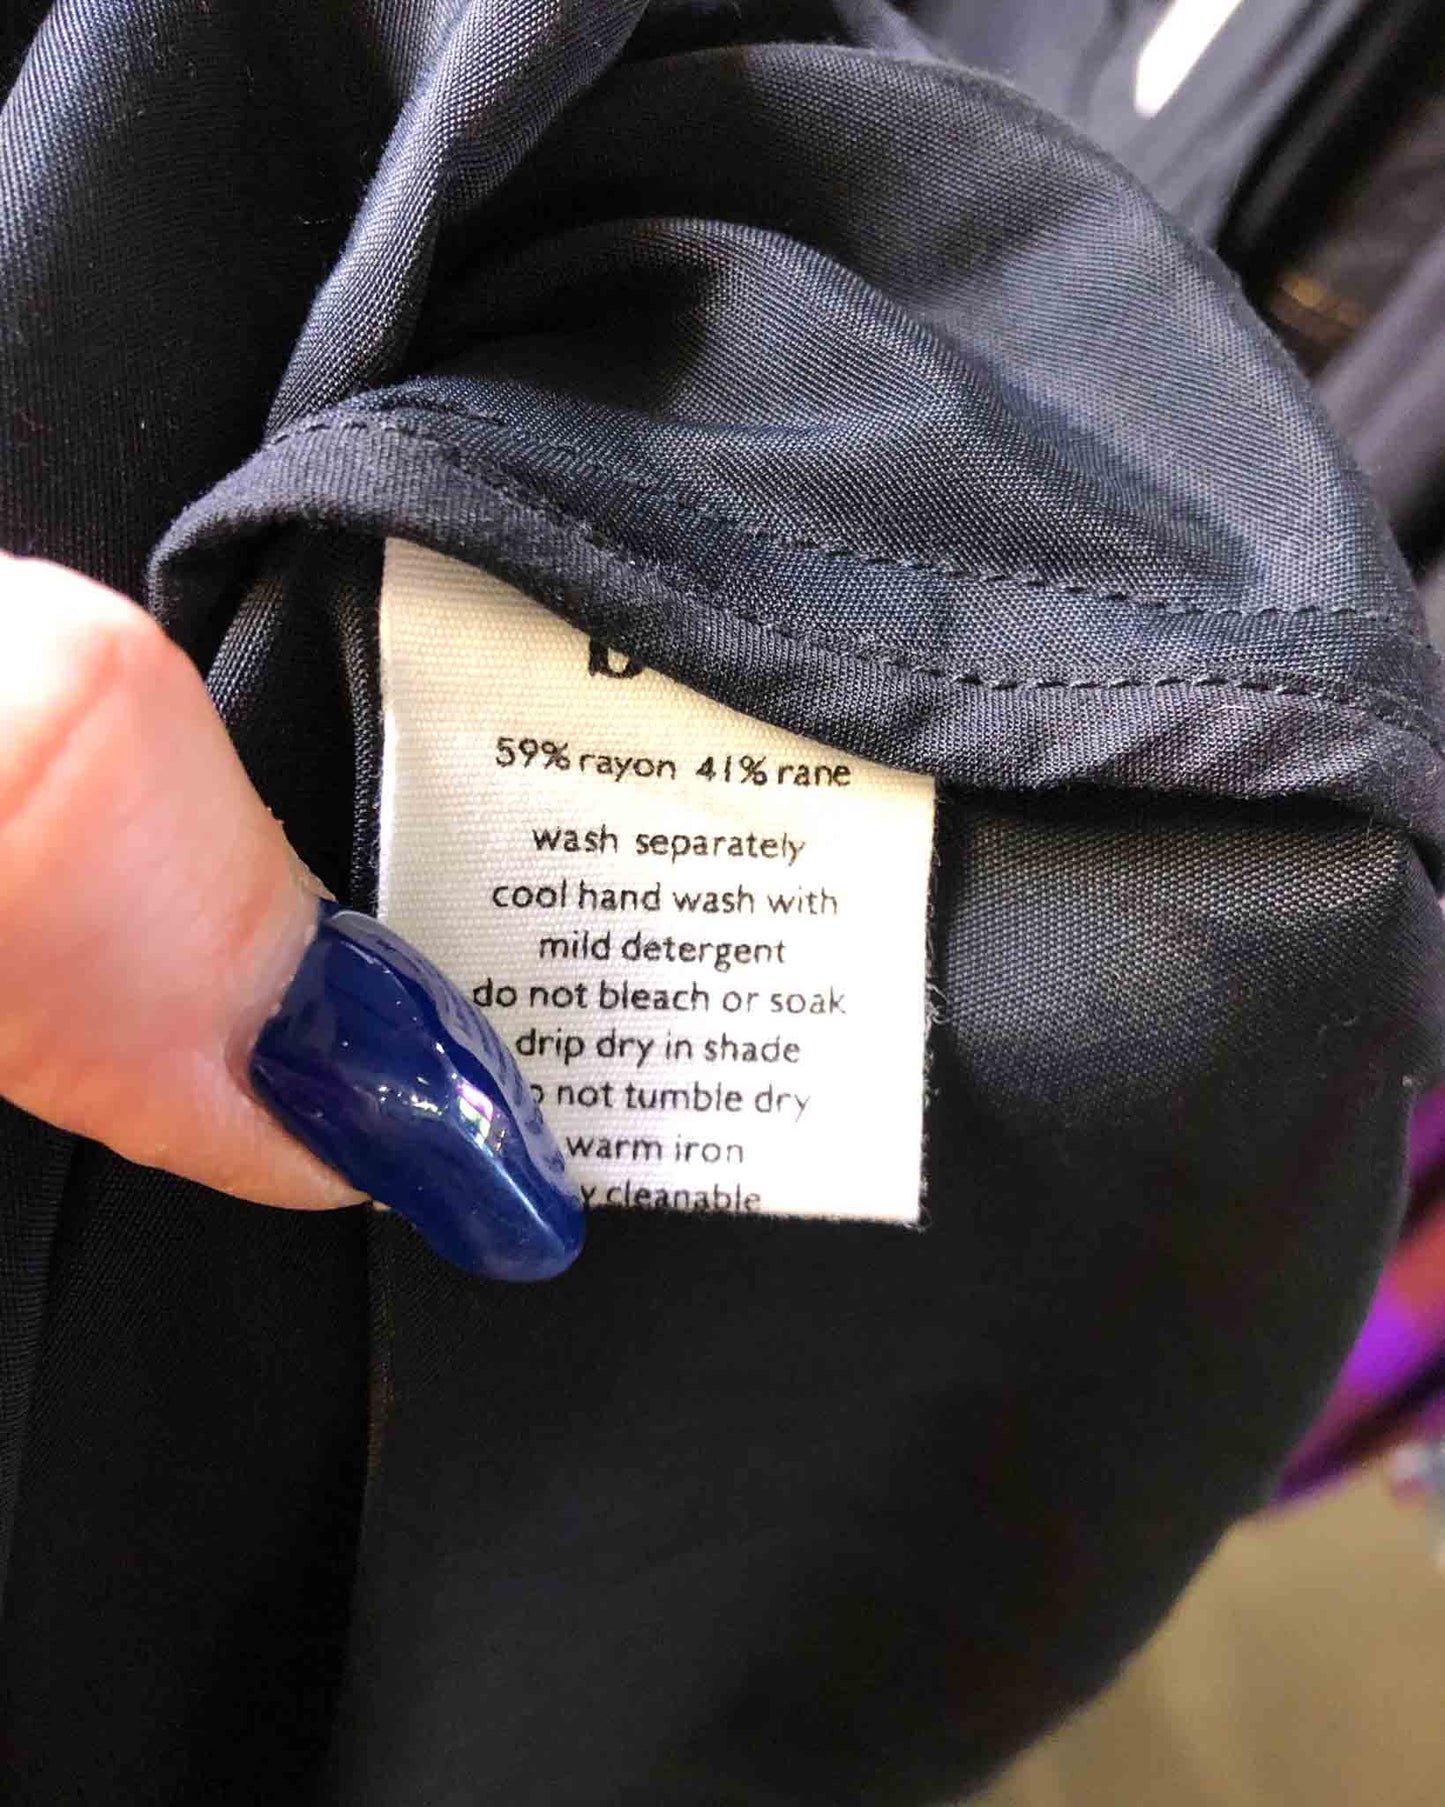 59% rayon 41% rane
wash separately
cool hand wash with
mild detergent
do not bleach or soak
drip dry in shade
not tumble dry
warm iron
cleanable